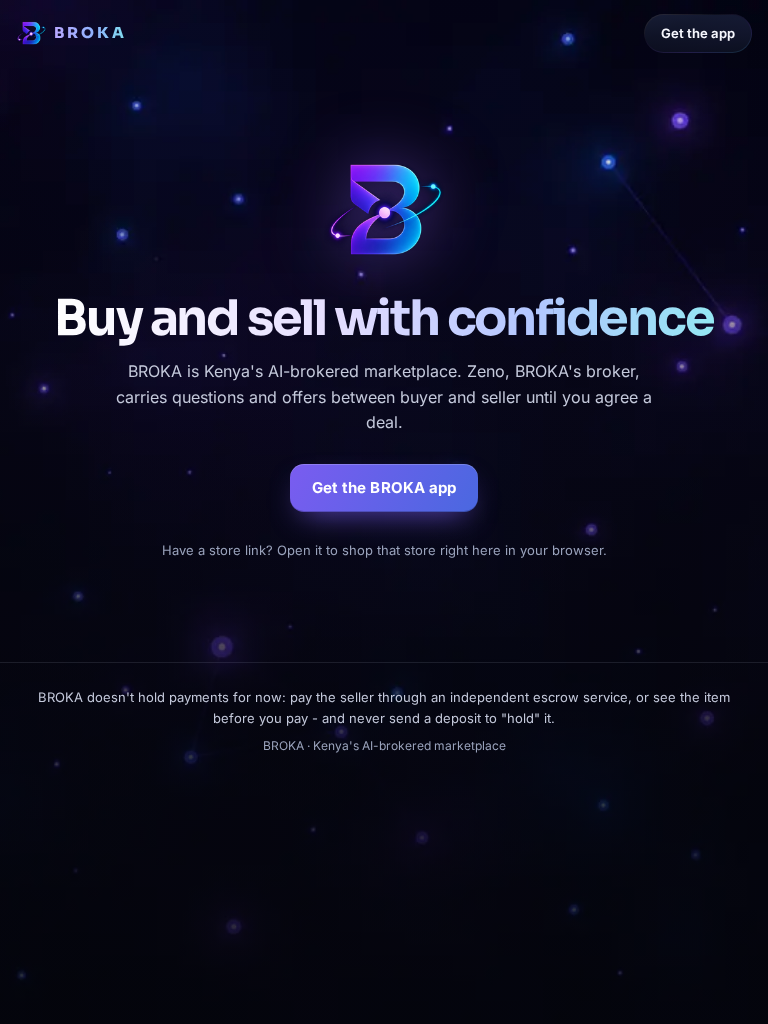 BROKA
Get the app
Buy and sell with confidence
BROKA is Kenya's AI-brokered marketplace. Zeno, BROKA's broker,
carries questions and offers between buyer and seller until you agree a
deal.
Get the BROKA app
Have a store link? Open it to shop that store right here in your browser.
BROKA doesn't hold payments for now: pay the seller through an independent escrow service, or see the item
before you pay - and never send a deposit to "hold" it.
BROKA · Kenya's AI-brokered marketplace